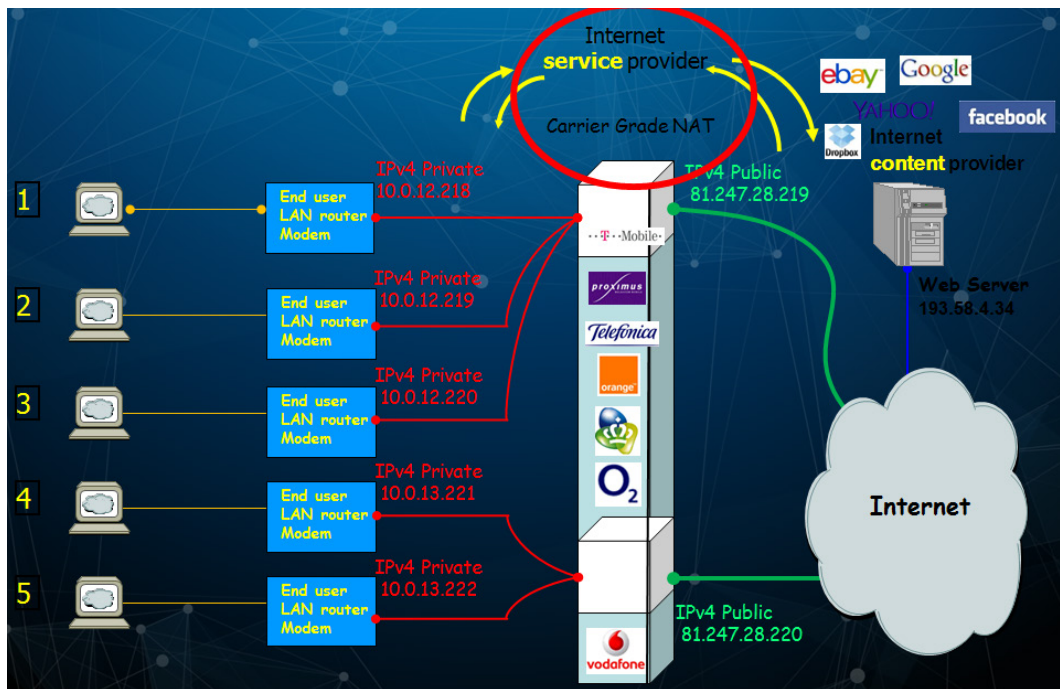 Internet
service provider
Carrier Grade NAT
ebay
Google
YAHOO!
facebook
Dropbox
Internet
content provider
Web Server
193.58.4.34
1
End user
LAN router
Modem
IPv4 Private
10.0.12.218
2
End user
LAN router
Modem
IPv4 Private
10.0.12.219
3
End user
LAN router
Modem
IPv4 Private
10.0.12.220
4
End user
LAN router
Modem
IPv4 Private
10.0.13.221
5
End user
LAN router
Modem
IPv4 Private
10.0.13.222
T Mobile
proximus
Telefónica
orange
O2
vodafone
IPv4 Public
81.247.28.219
IPv4 Public
81.247.28.220
Internet